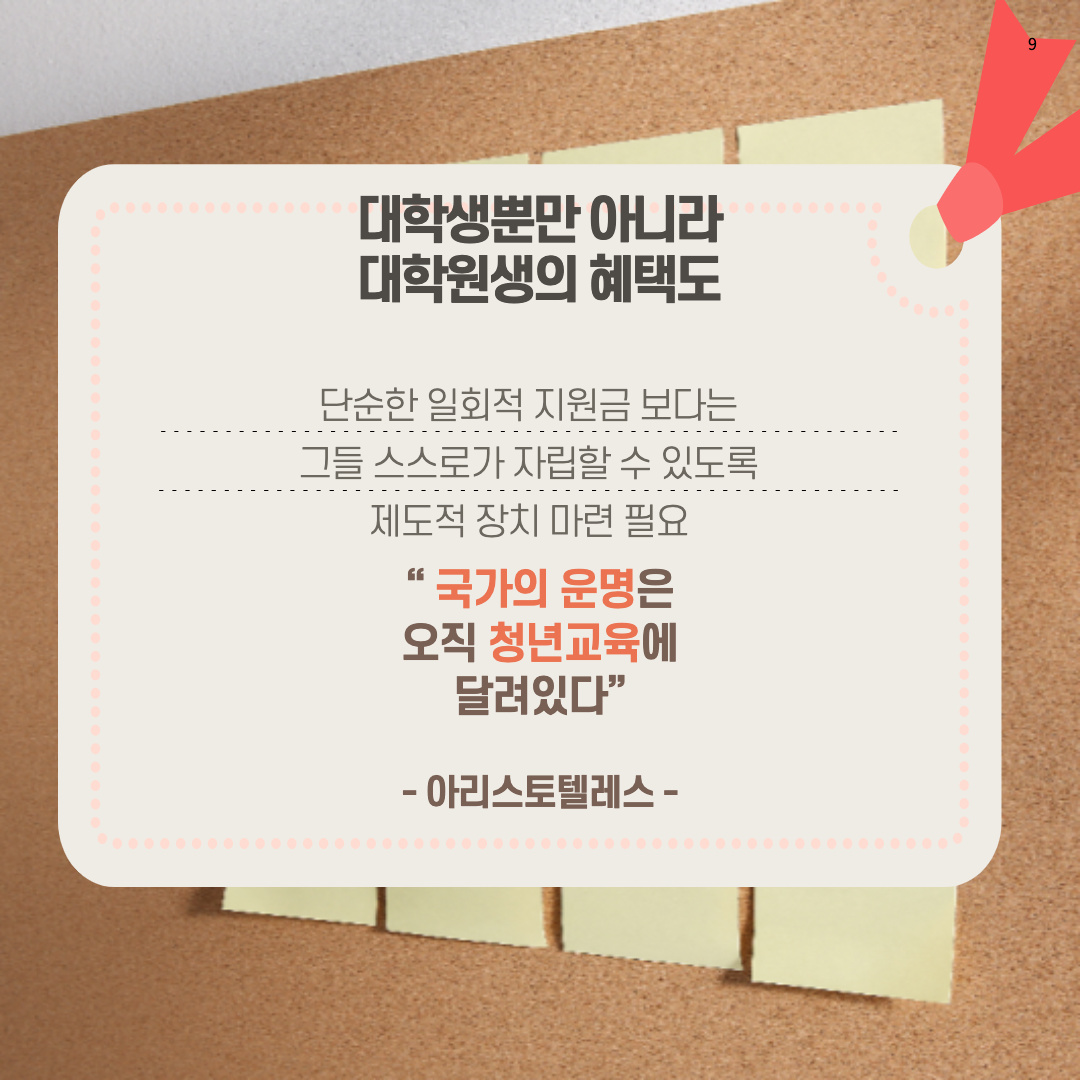 9
대학생뿐만 아니라
대학원생의 혜택도
단순한 일회적 지원금 보다는
그들 스스로가 자립할 수 있도록
제도적 장치 마련 필요
“ 국가의 운명은
오직 청년교육에
달려있다”
- 아리스토텔레스 -